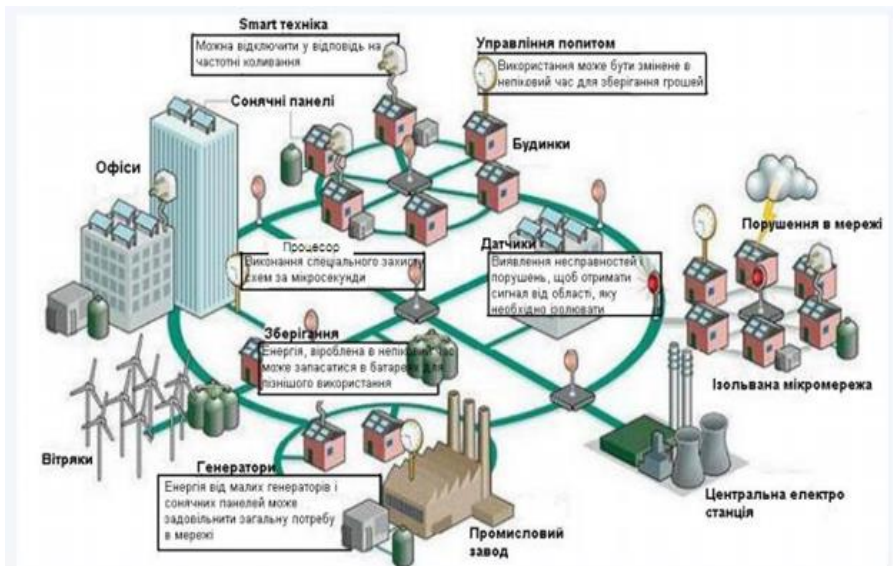 Smart техніка
Можна відключити у відповідь на
частотні коливання
Управління попитом
Використання може бути змінене в
непіковий час для зберігання грошей
Сонячні панелі
Будинки
Офіси
Порушення в мережі
Процесор
Виконання спеціального захисту
схем за мікросекунди
Датчики
Виявлення несправностей і
порушень, щоб отримати
сигнал від області, яку
необхідно ізолювати
Зберігання
Енергія, вироблена в непіковий час
може запасатися в батареях для
пізнішого використання
Ізольвана мікромережа
Вітряки
Генератори
Енергія від малих генераторів і
сонячних панелей може
задовільнити загальну потребу
в мережі
Промисловий
завод
Центральна електро
станція